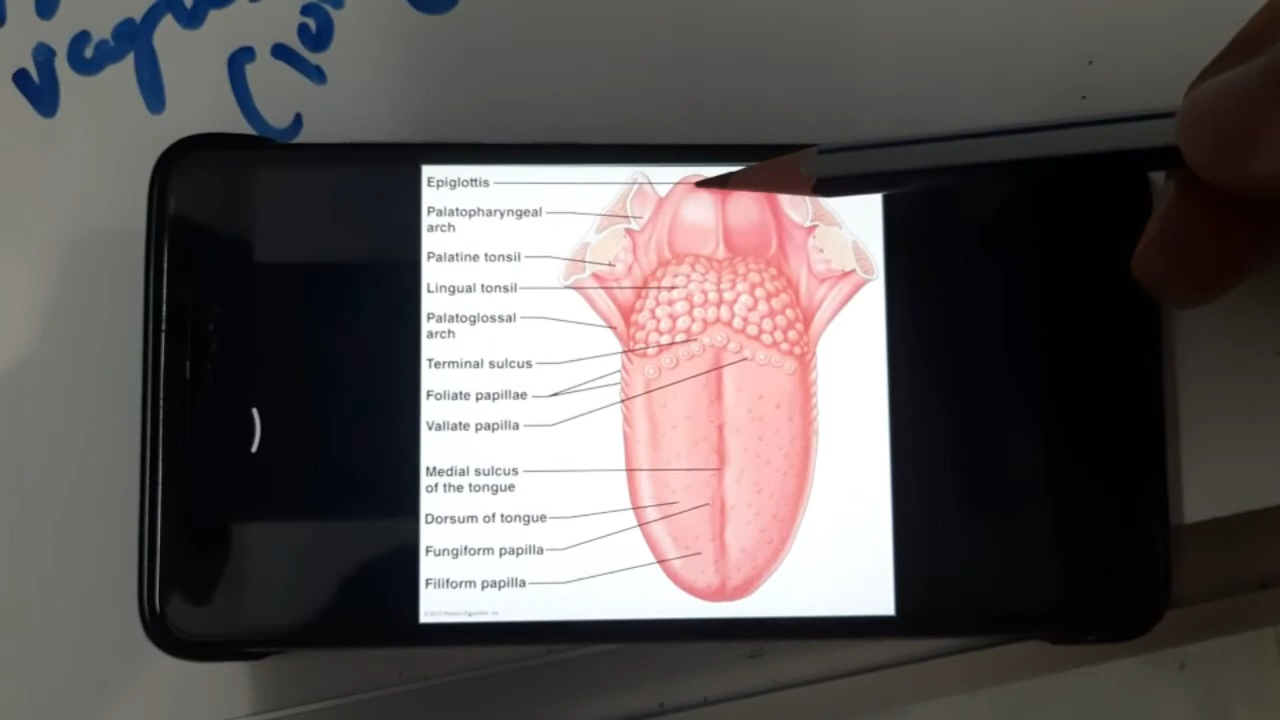 vagus
Epiglottis
Palatopharyngeal
arch
Palatine tonsil
Lingual tonsil
Palatoglossal
arch
Terminal sulcus
Foliate papillae
Vallate papilla
Medial sulcus
of the tongue
Dorsum of tongue
Fungiform papilla
Filiform papilla